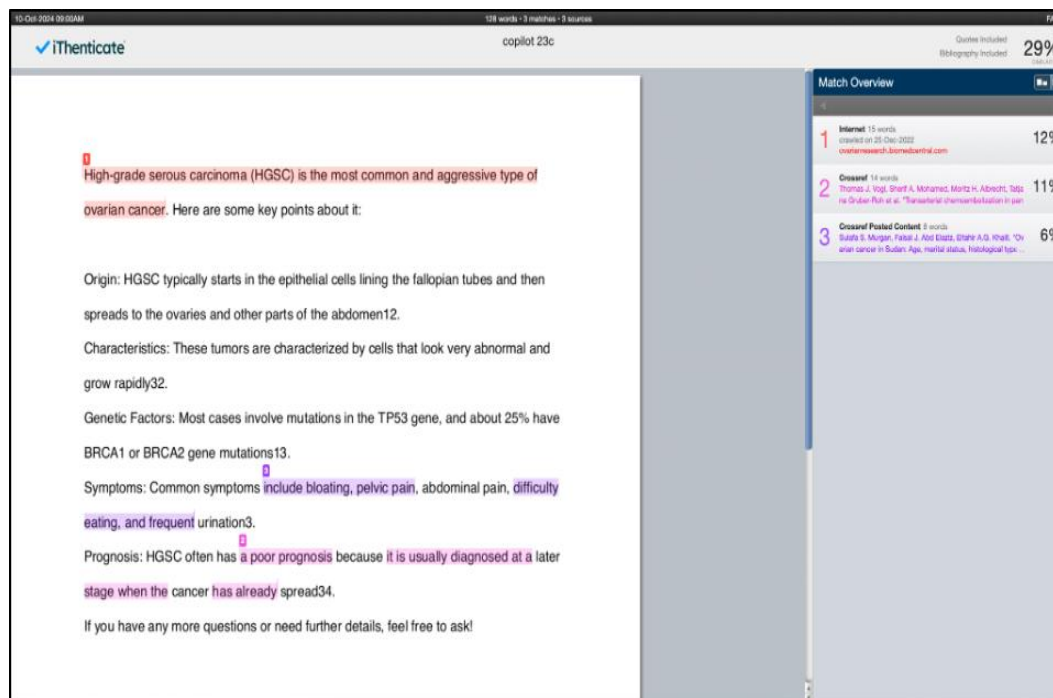 10-Oct-2024 09:00AM
128 words • 3 matches • 3 sources
FA
iThenticate
copilot 23c
Quotes Included
Bibliography Included
29%
Match Overview
1
High-grade serous carcinoma (HGSC) is the most common and aggressive type of
ovarian cancer. Here are some key points about it:
Origin: HGSC typically starts in the epithelial cells lining the fallopian tubes and then
spreads to the ovaries and other parts of the abdomen12.
Characteristics: These tumors are characterized by cells that look very abnormal and
grow rapidly32.
Genetic Factors: Most cases involve mutations in the TP53 gene, and about 25% have
BRCA1 or BRCA2 gene mutations13.
3
Symptoms: Common symptoms include bloating, pelvic pain, abdominal pain, difficulty
eating, and frequent urination3.
2
Prognosis: HGSC often has a poor prognosis because it is usually diagnosed at a later
stage when the cancer has already spread34.
If you have any more questions or need further details, feel free to ask!
1
Internet 15 words
crawled on 25-Dec-2022
ovarianresearch.biomedcentral.com
12%
2
Crossref 14 words
Thomas J. Vogl, Sherif A. Mohamed, Moritz H. Albrecht, Tatja
na Gruber-Roh et al. "Transarterial chemoembolization in pan
11%
3
Crossref Posted Content 8 words
Sulafa S. Murgan, Faisal J. Abd Elaziz, Eltahir A.G. Khalil, "Ov
arian cancer in Sudan: Age, marital status, histological type ...
6%